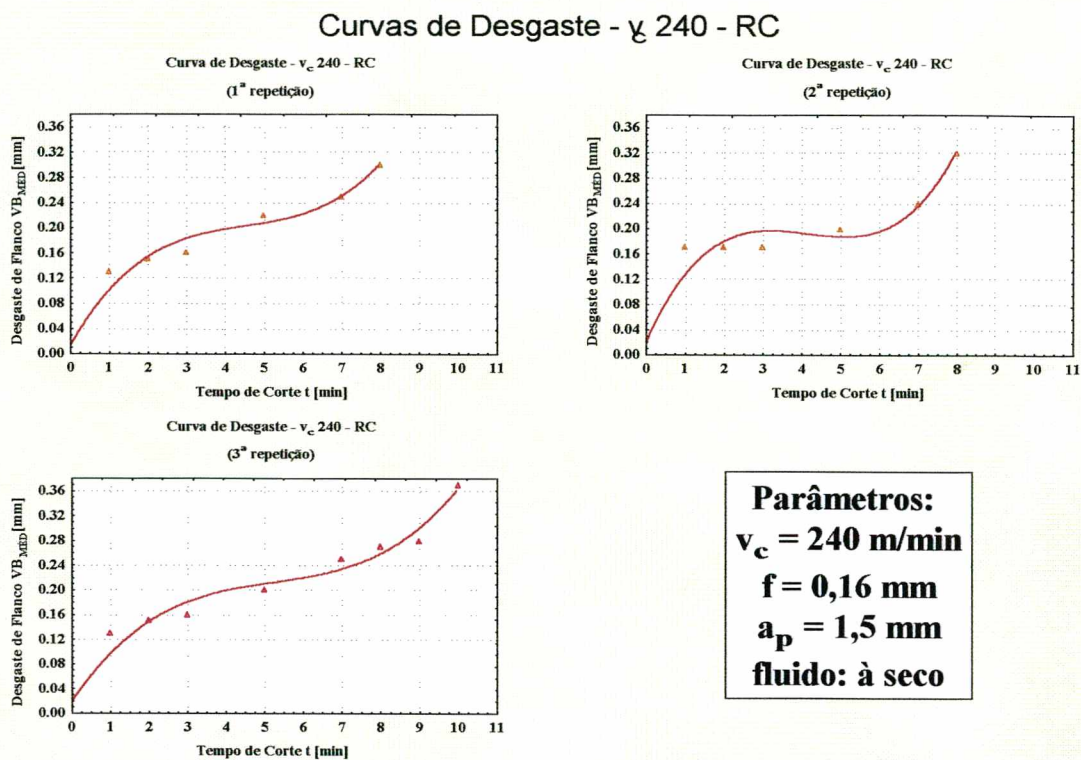 Curvas de Desgaste - vc 240 - RC
Curva de Desgaste - vc 240 - RC
(1ª repetição)
Desgaste de Flanco VBMÉD[mm]
0.36
0.32
0.28
0.24
0.20
0.16
0.12
0.08
0.04
0.00
0 1 2 3 4 5 6 7 8 9 10 11
Tempo de Corte t [min]
Curva de Desgaste - vc 240 - RC
(2ª repetição)
Desgaste de Flanco VBMÉD[mm]
0.36
0.32
0.28
0.24
0.20
0.16
0.12
0.08
0.04
0.00
0 1 2 3 4 5 6 7 8 9 10 11
Tempo de Corte t [min]
Curva de Desgaste - vc 240 - RC
(3ª repetição)
Desgaste de Flanco VBMÉD[mm]
0.36
0.32
0.28
0.24
0.20
0.16
0.12
0.08
0.04
0.00
0 1 2 3 4 5 6 7 8 9 10 11
Tempo de Corte t [min]
Parâmetros:
vc = 240 m/min
f = 0,16 mm
ap = 1,5 mm
fluido: à seco